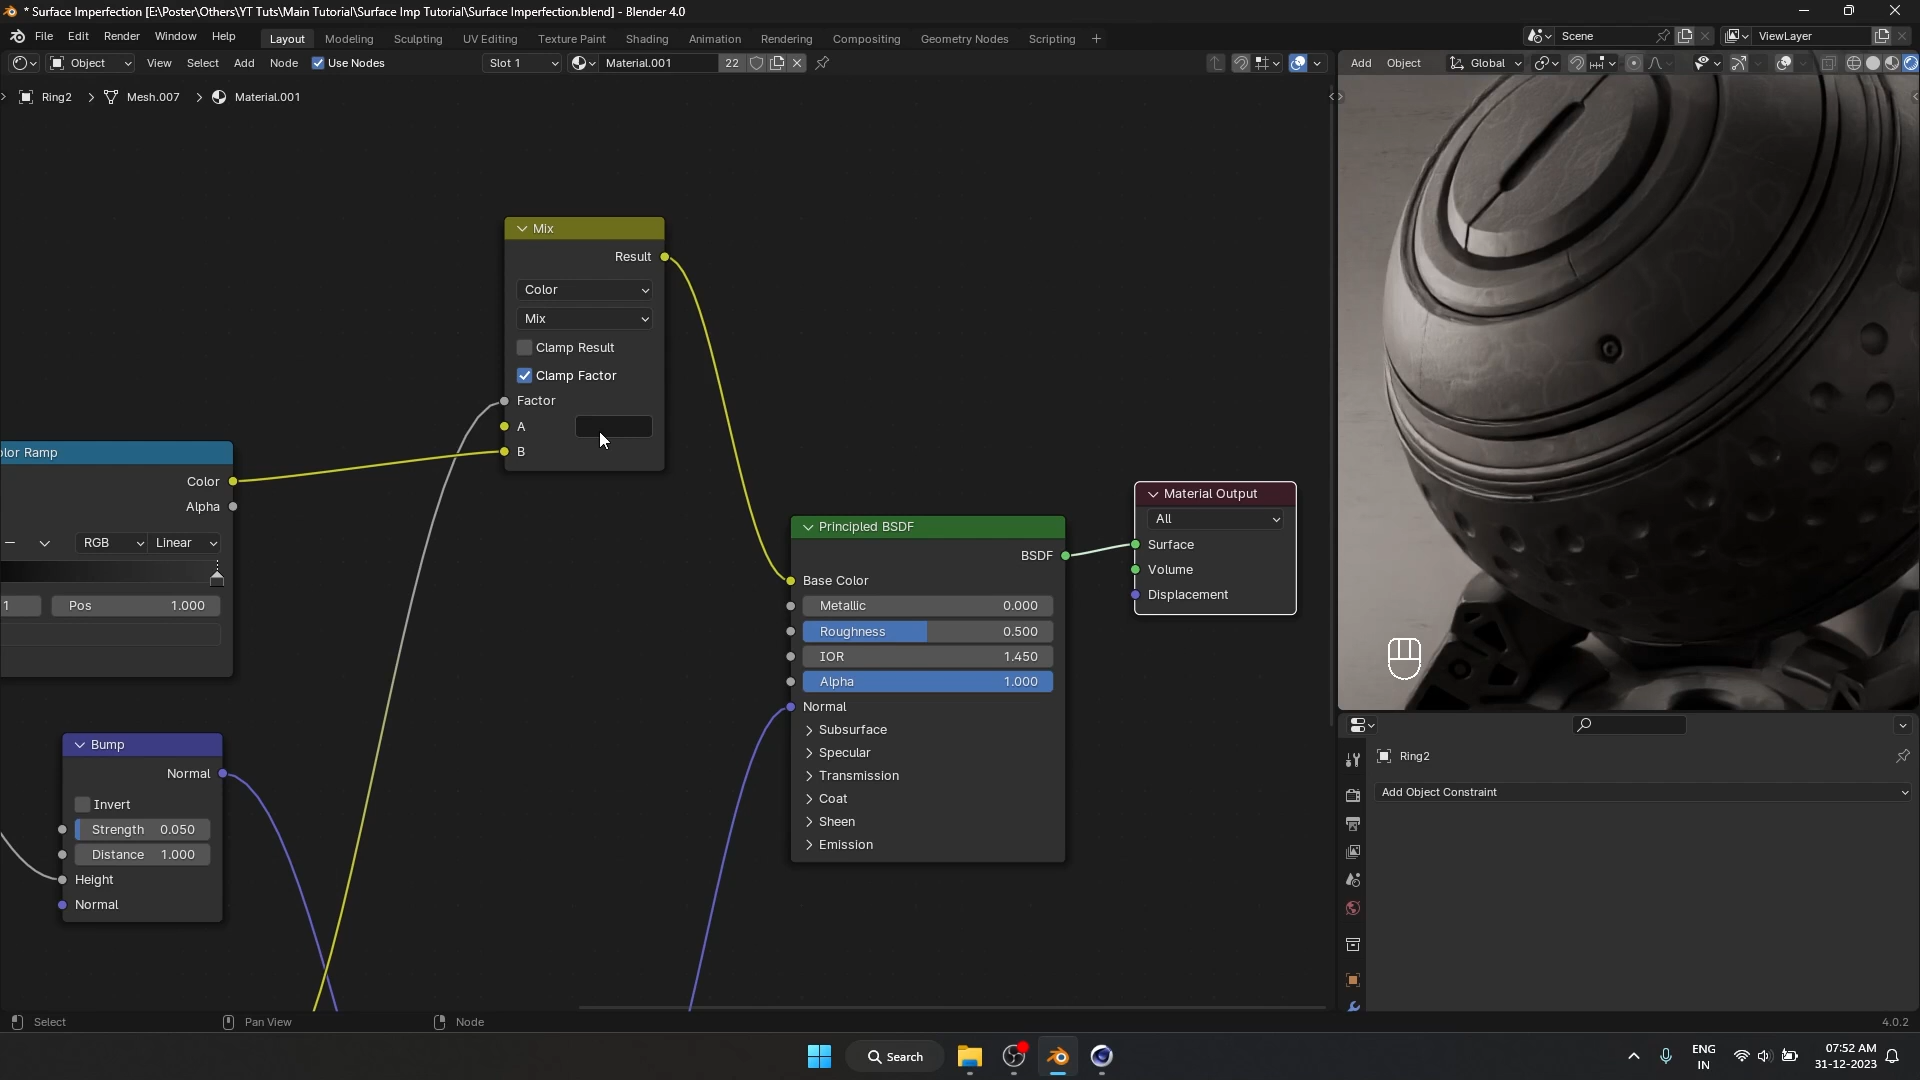 * Surface Imperfection [E:\Poster\Others\YT Tuts\Main Tutorial\Surface Imp Tutorial\Surface Imperfection.blend] - Blender 4.0
File Edit Render Window Help Layout Modeling Sculpting UV Editing Texture Paint Shading Animation Rendering Compositing Geometry Nodes Scripting + Scene ViewLayer
Object View Select Add Node Use Nodes Slot 1 Material.001 22 Add Object Global
Ring2 > Mesh.007 > Material.001
Mix
Result
Color
Mix
Clamp Result
Clamp Factor
Factor
A
B
lor Ramp
Color
Alpha
RGB Linear
1 Pos 1.000
Bump
Normal
Invert
Strength 0.050
Distance 1.000
Height
Normal
Principled BSDF
BSDF
Base Color
Metallic 0.000
Roughness 0.500
IOR 1.450
Alpha 1.000
Normal
Subsurface
Specular
Transmission
Coat
Sheen
Emission
Material Output
All
Surface
Volume
Displacement
Ring2
Add Object Constraint
Select Pan View Node 4.0.2
Search
ENG
IN
07:52 AM
31-12-2023